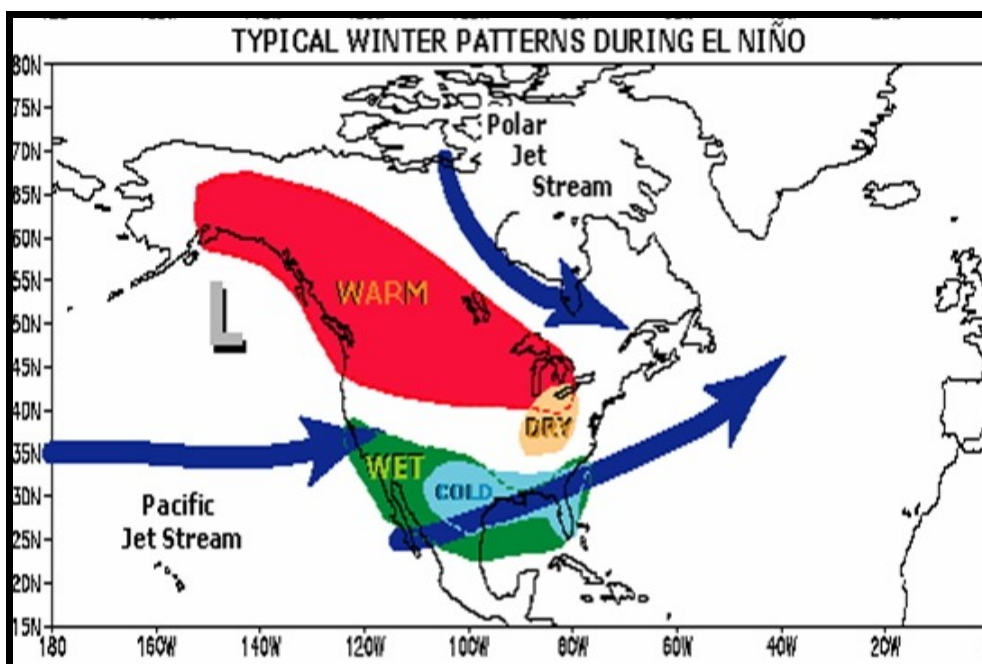 TYPICAL WINTER PATTERNS DURING EL NIÑO
80N
75N
70N
65N
60N
55N
50N
45N
40N
35N
30N
25N
20N
15N
Polar
Jet
Stream
WARM
L
DRY
WET
COLD
Pacific
Jet Stream
180
160W
140W
120W
100W
80W
60W
40W
20W